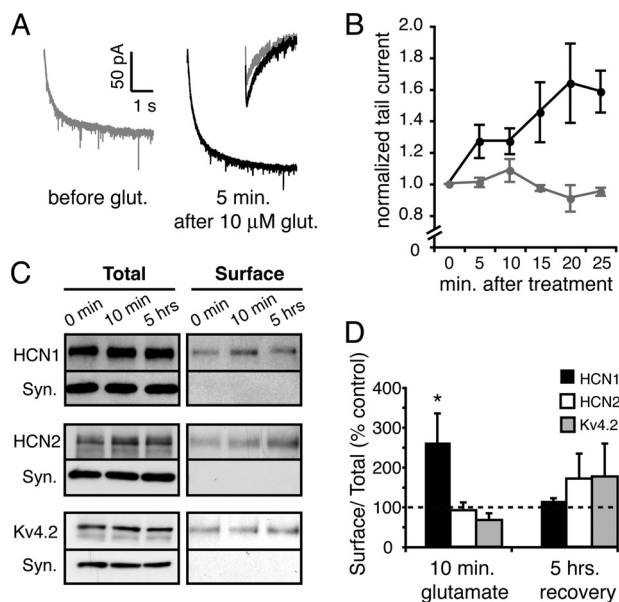 A
50 pA
1 s
before glut.
5 min.
after 10 μM glut.
B
normalized tail current
2.0
1.8
1.6
1.4
1.2
1.0
0.8
0
0 5 10 15 20 25
min. after treatment
C
Total
Surface
0 min 10 min 5 hrs
0 min 10 min 5 hrs
HCN1
Syn.
HCN2
Syn.
Kv4.2
Syn.
D
Surface/ Total (% control)
400
300
200
100
0
*
HCN1
HCN2
Kv4.2
10 min.
glutamate
5 hrs.
recovery